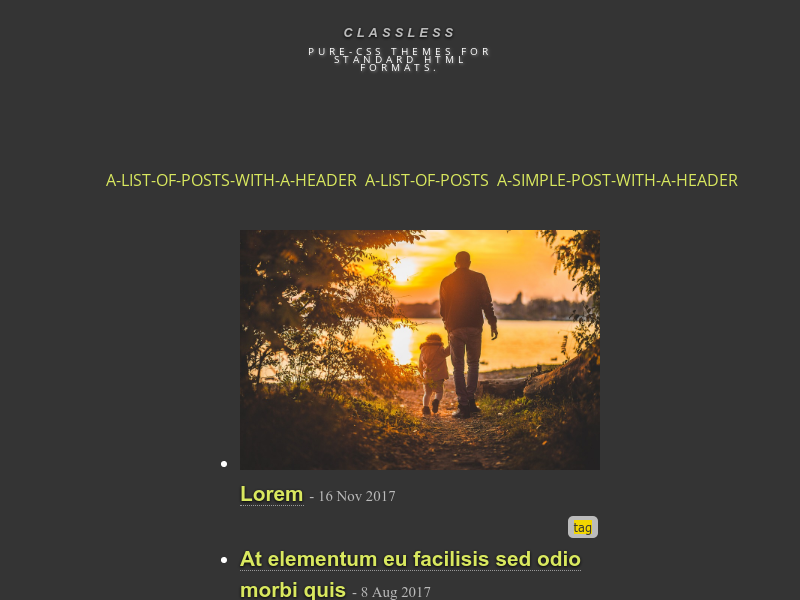 CLASSLESS
PURE-CSS THEMES FOR
STANDARD HTML
FORMATS.
A-LIST-OF-POSTS-WITH-A-HEADER A-LIST-OF-POSTS A-SIMPLE-POST-WITH-A-HEADER
Lorem - 16 Nov 2017
tag
At elementum eu facilisis sed odio
morbi quis - 8 Aug 2017